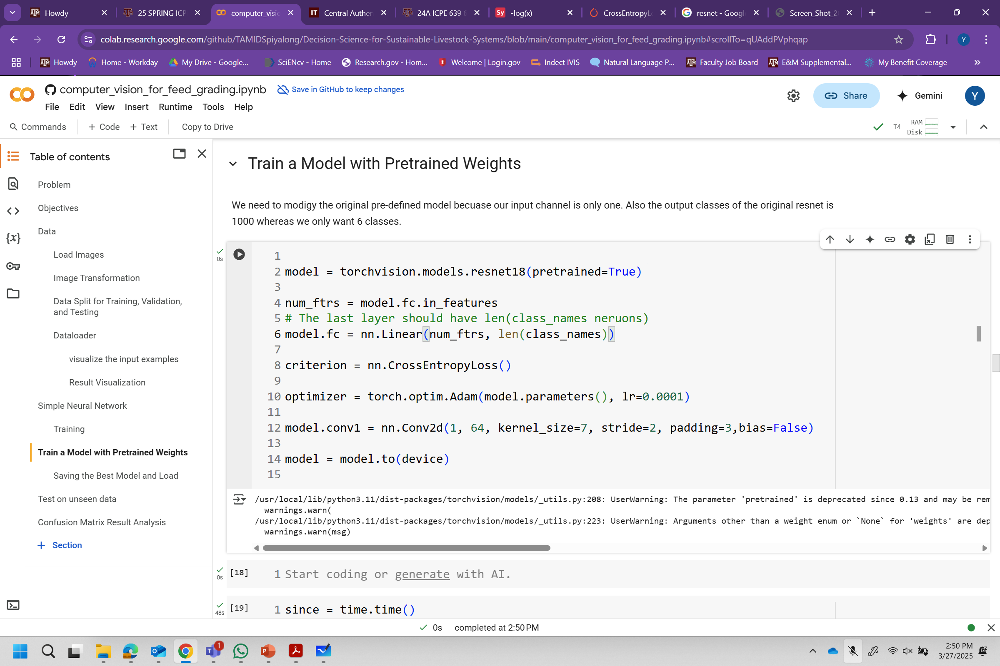 Howdy
25 SPRING ICP
computer_visio
Central Authen
24A ICPE 639 6
Sy -log(x)
CrossEntropyLo
resnet - Googl
Screen_Shot_2
colab.research.google.com/github/TAMIDSpiyalong/Decision-Science-for-Sustainable-Livestock-Systems/blob/main/computer_vision_for_feed_grading.ipynb#scrollTo=qUAddPVphqap
Y
Howdy
Home - Workday
My Drive - Google...
SciENcv - Home
Research.gov - Hom...
Welcome | Login.gov
Indect IVIS
Natural Language P...
Faculty Job Board
E&M Supplemental...
My Benefit Coverage
computer_vision_for_feed_grading.ipynb
Save in GitHub to keep changes
File Edit View Insert Runtime Tools Help
Share
Gemini
Y
Commands + Code + Text Copy to Drive
T4 RAM
Disk
Table of contents
Problem
Objectives
Data
Load Images
Image Transformation
Data Split for Training, Validation,
and Testing
Dataloader
visualize the input examples
Result Visualization
Simple Neural Network
Training
Train a Model with Pretrained Weights
Saving the Best Model and Load
Test on unseen data
Confusion Matrix Result Analysis
+ Section
Train a Model with Pretrained Weights
We need to modigy the original pre-defined model becuase our input channel is only one. Also the output classes of the original resnet is
1000 whereas we only want 6 classes.
0s
1
2 model = torchvision.models.resnet18(pretrained=True)
3
4 num_ftrs = model.fc.in_features
5 # The last layer should have len(class_names neruons)
6 model.fc = nn.Linear(num_ftrs, len(class_names))
7
8 criterion = nn.CrossEntropyLoss()
9
10 optimizer = torch.optim.Adam(model.parameters(), lr=0.0001)
11
12 model.conv1 = nn.Conv2d(1, 64, kernel_size=7, stride=2, padding=3,bias=False)
13
14 model = model.to(device)
15
/usr/local/lib/python3.11/dist-packages/torchvision/models/_utils.py:208: UserWarning: The parameter 'pretrained' is deprecated since 0.13 and may be rem
warnings.warn(
/usr/local/lib/python3.11/dist-packages/torchvision/models/_utils.py:223: UserWarning: Arguments other than a weight enum or `None` for 'weights' are dep
warnings.warn(msg)
0s [18] 1 Start coding or generate with AI.
48s [19] 1 since = time.time()
0s completed at 2:50 PM
1
2:50 PM
3/27/2025